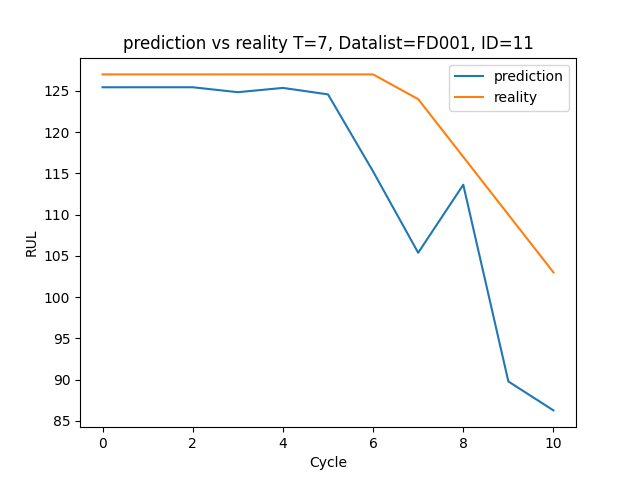 prediction vs reality T=7, Datalist=FD001, ID=11
prediction
reality
RUL
125
120
115
110
105
100
95
90
85
0 2 4 6 8 10
Cycle